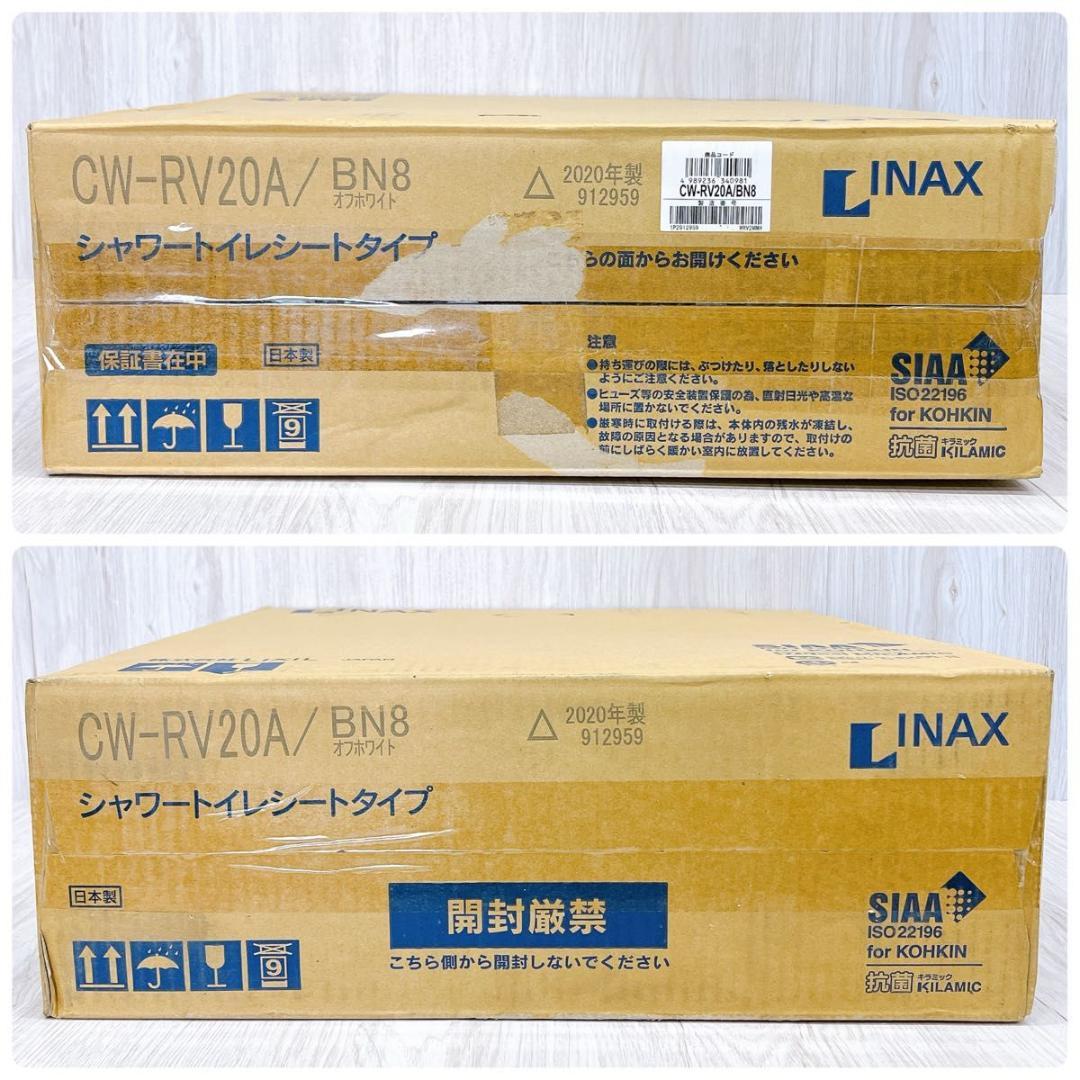 CW-RV20A/BN8
オフホワイト
2020年製
912959
商品コード
4 989236 340981
CW-RV20A/BN8
製造番号
INAX
シャワートイレシートタイプ
らの面からお開けください
保証書在中
日本製
9
注意
●持ち運びの際には、ぶつけたり、落としたりしない
ようにご注意ください。
●ヒューズ等の安全装置保護の為、直射日光や高温な
場所に置かないでください。
●厳寒時に取付ける際は、本体内の残水が凍結し、
故障の原因となる場合がありますので、取付けの
前にしばらく暖かい室内に放置してください。
SIAA
ISO22196
for KOHKIN
抗菌 キラミック KILAMIC
INAX
JAPAN
CW-RV20A/BN8
オフホワイト
2020年製
912959
INAX
シャワートイレシートタイプ
日本製
9
開封厳禁
こちら側から開封しないでください
SIAA
ISO22196
for KOHKIN
抗菌 キラミック KILAMIC